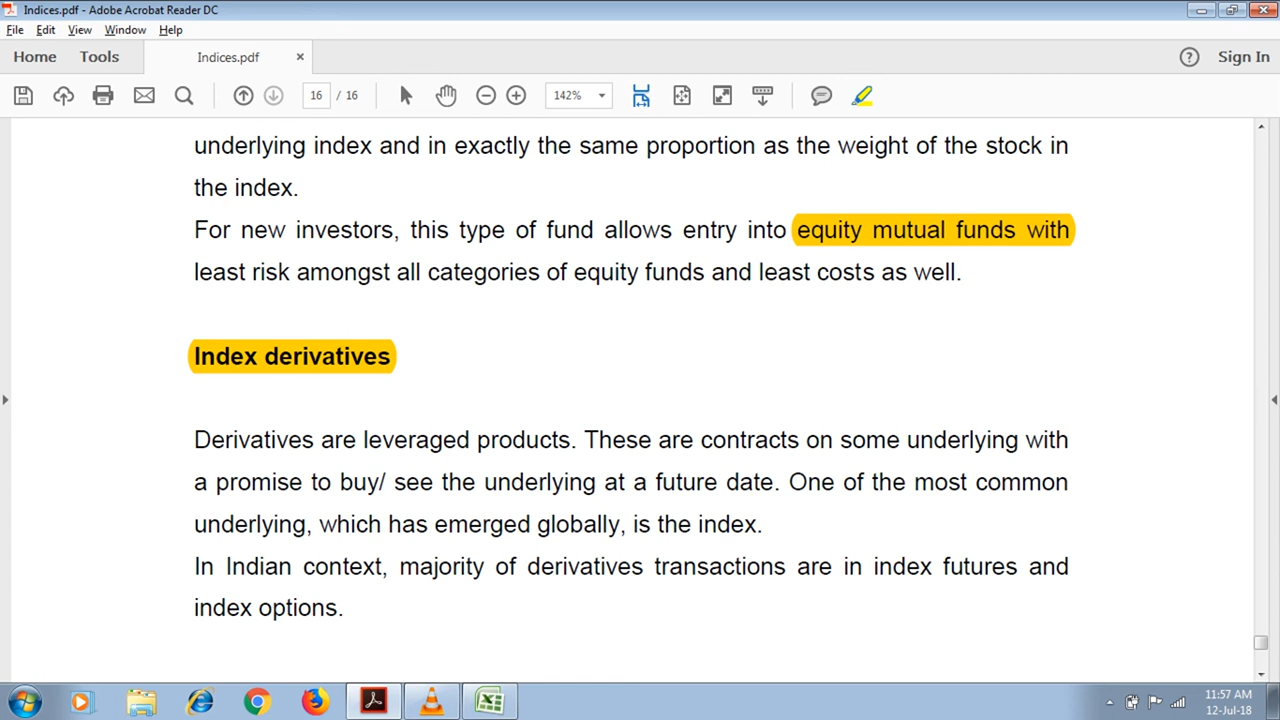 Indices.pdf - Adobe Acrobat Reader DC
File Edit View Window Help
Home Tools Indices.pdf × Sign In
16 / 16 142%
underlying index and in exactly the same proportion as the weight of the stock in
the index.
For new investors, this type of fund allows entry into equity mutual funds with
least risk amongst all categories of equity funds and least costs as well.
Index derivatives
Derivatives are leveraged products. These are contracts on some underlying with
a promise to buy/ see the underlying at a future date. One of the most common
underlying, which has emerged globally, is the index.
In Indian context, majority of derivatives transactions are in index futures and
index options.
11:57 AM
12-Jul-18